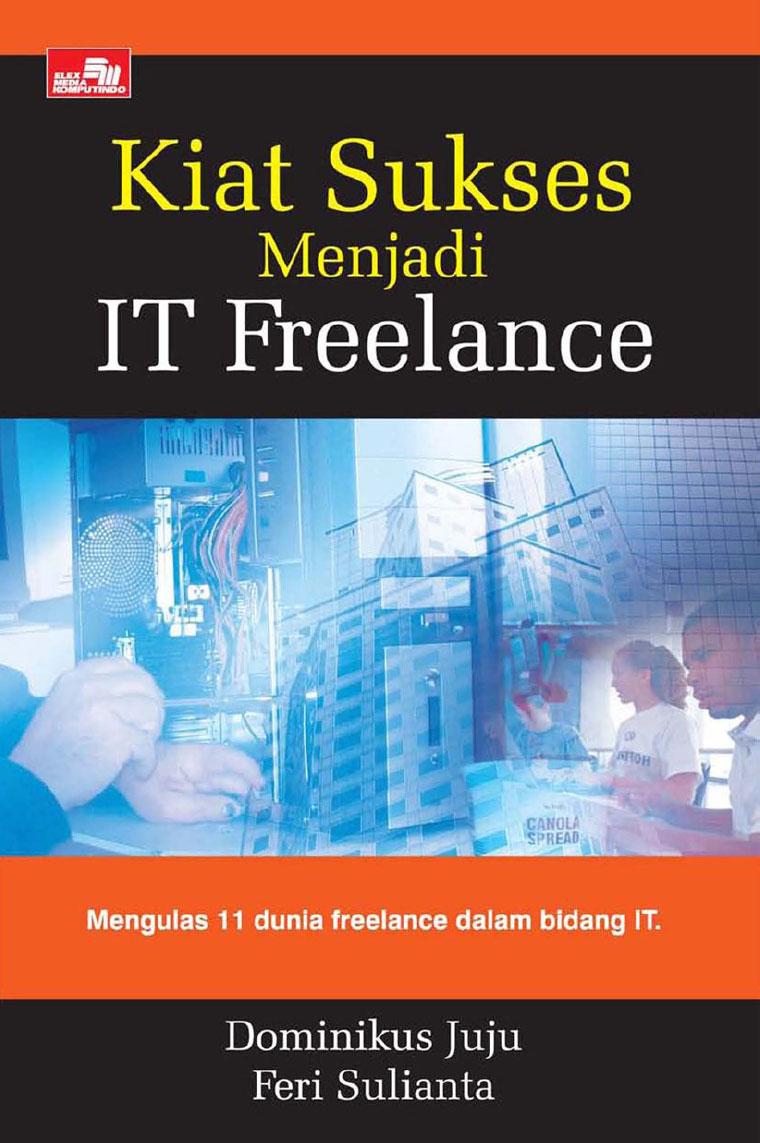 ELEX
MEDIA
KOMPUTINDO
Kiat Sukses
Menjadi
IT Freelance
CANOLA
SPREAD
Mengulas 11 dunia freelance dalam bidang IT.
Dominikus Juju
Feri Sulianta